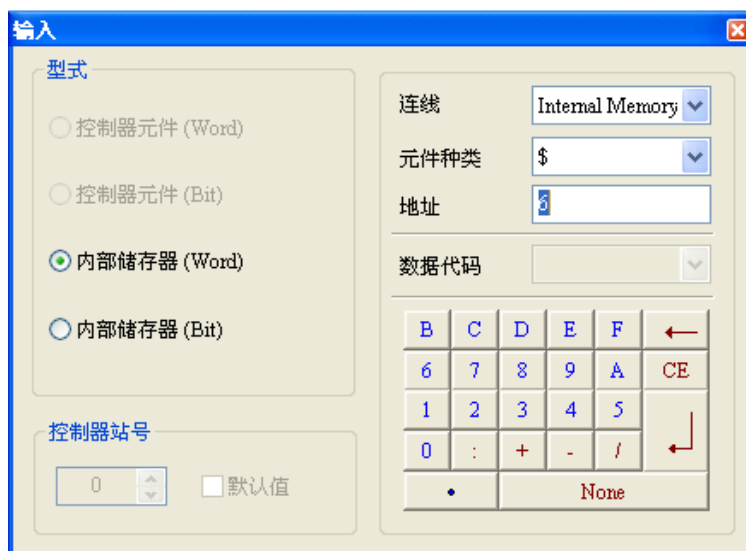 输入
型式
控制器元件 (Word)
控制器元件 (Bit)
内部储存器 (Word)
内部储存器 (Bit)
控制器站号
0
默认值
连线 Internal Memory
元件种类 $
地址 6
数据代码
B C D E F ←
6 7 8 9 A CE
1 2 3 4 5
0 : + - /
• None